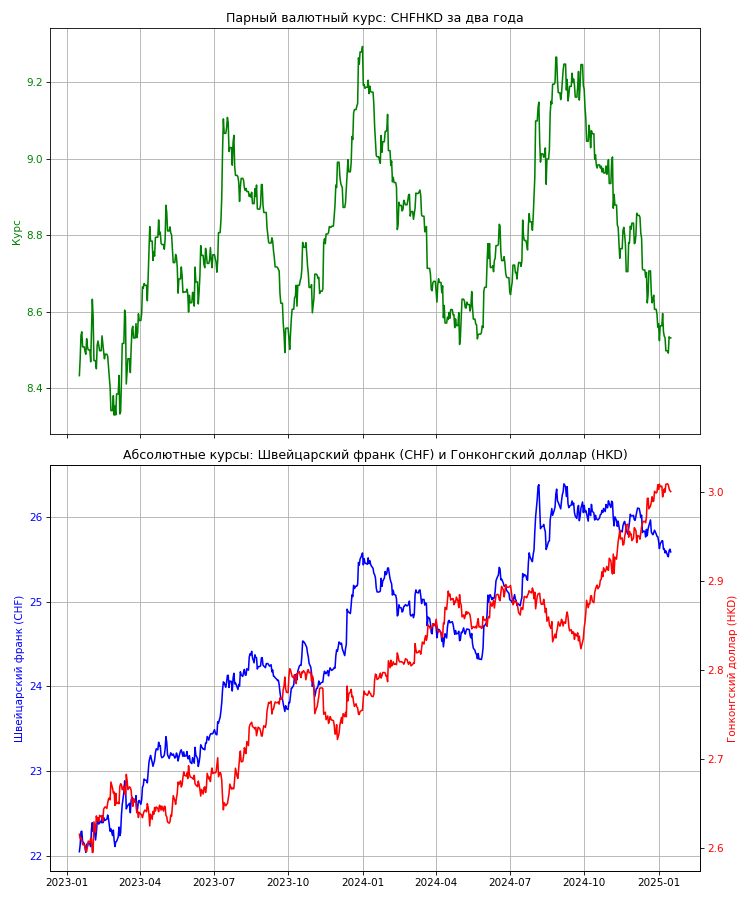 Парный валютный курс: CHFHKD за два года
9.2
9.0
8.8
8.6
8.4
Курс
Абсолютные курсы: Швейцарский франк (CHF) и Гонконгский доллар (HKD)
26
25
24
23
22
Швейцарский франк (CHF)
3.0
2.9
2.8
2.7
2.6
Гонконгский доллар (HKD)
2023-01 2023-04 2023-07 2023-10 2024-01 2024-04 2024-07 2024-10 2025-01